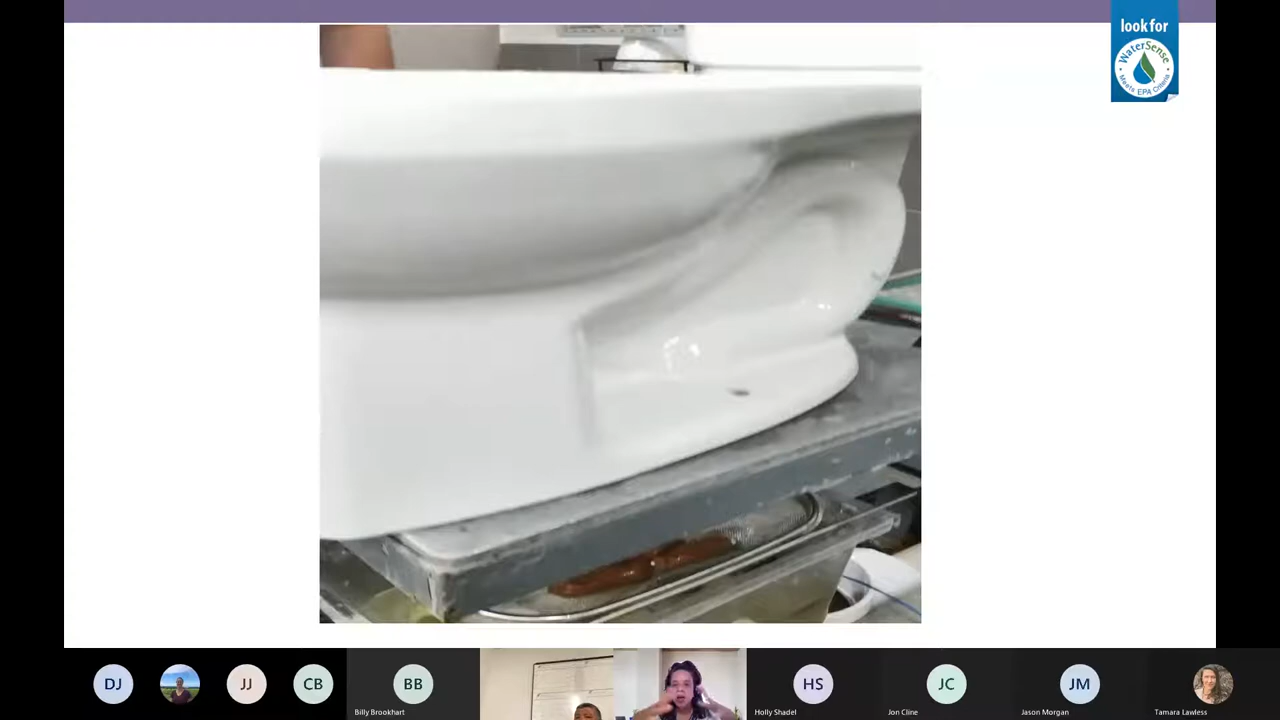 look for
WaterSense
Meets EPA Criteria
DJ
JJ
CB
BB
HS
JC
JM
Billy Brookhart
Holly Shadel
Jon Cline
Jason Morgan
Tamara Lawless